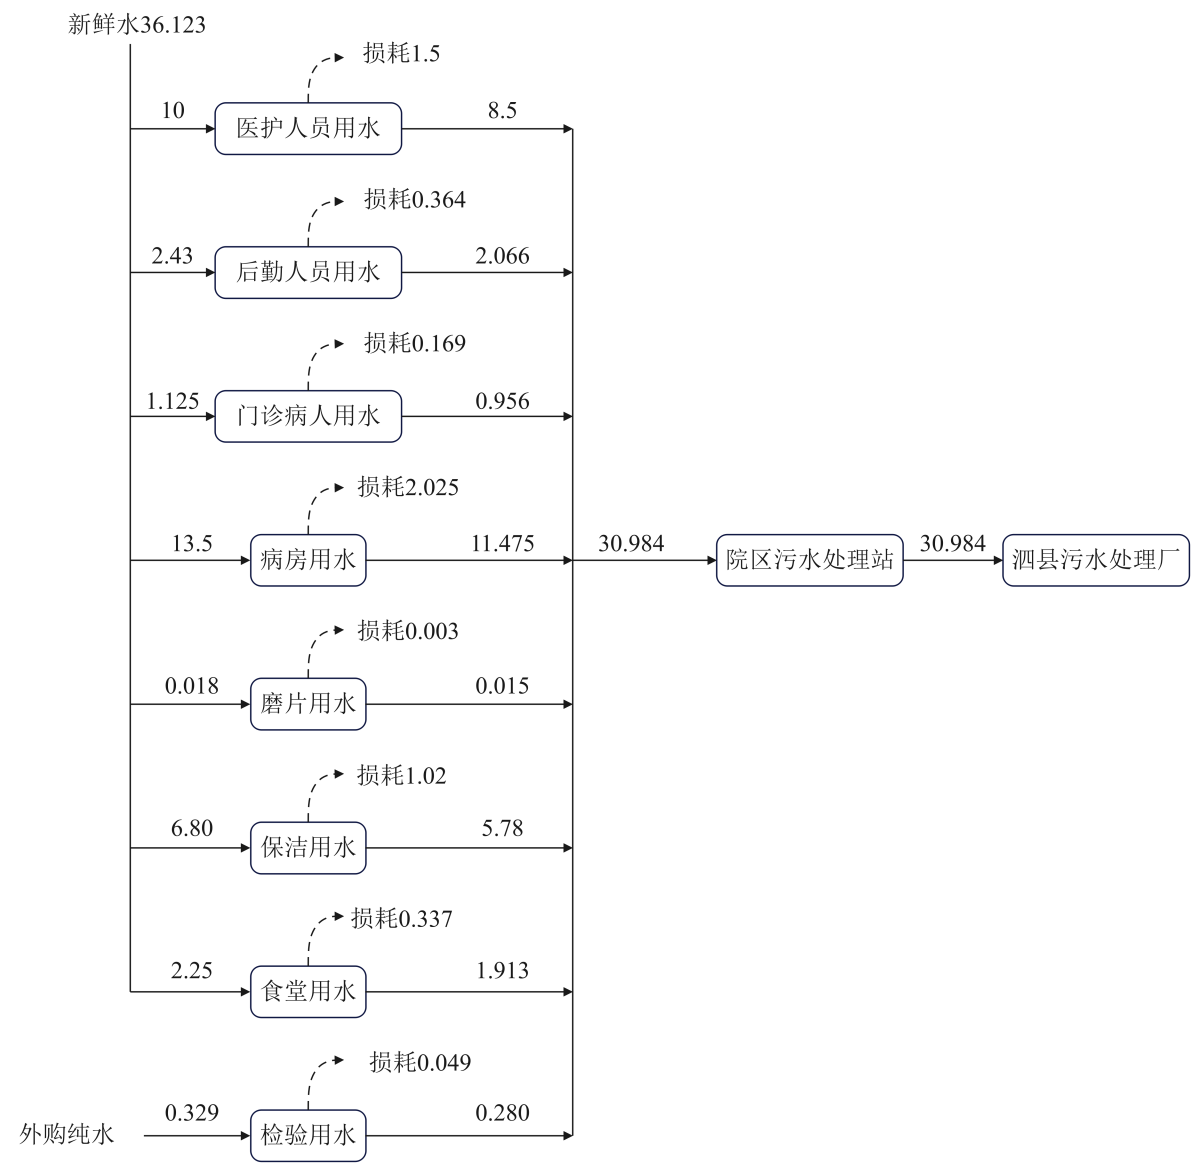 新鲜水36.123
损耗1.5
10
医护人员用水
8.5
损耗0.364
2.43
后勤人员用水
2.066
损耗0.169
1.125
门诊病人用水
0.956
损耗2.025
13.5
病房用水
11.475
30.984
院区污水处理站
30.984
泗县污水处理厂
损耗0.003
0.018
磨片用水
0.015
损耗1.02
6.80
保洁用水
5.78
损耗0.337
2.25
食堂用水
1.913
损耗0.049
外购纯水
0.329
检验用水
0.280